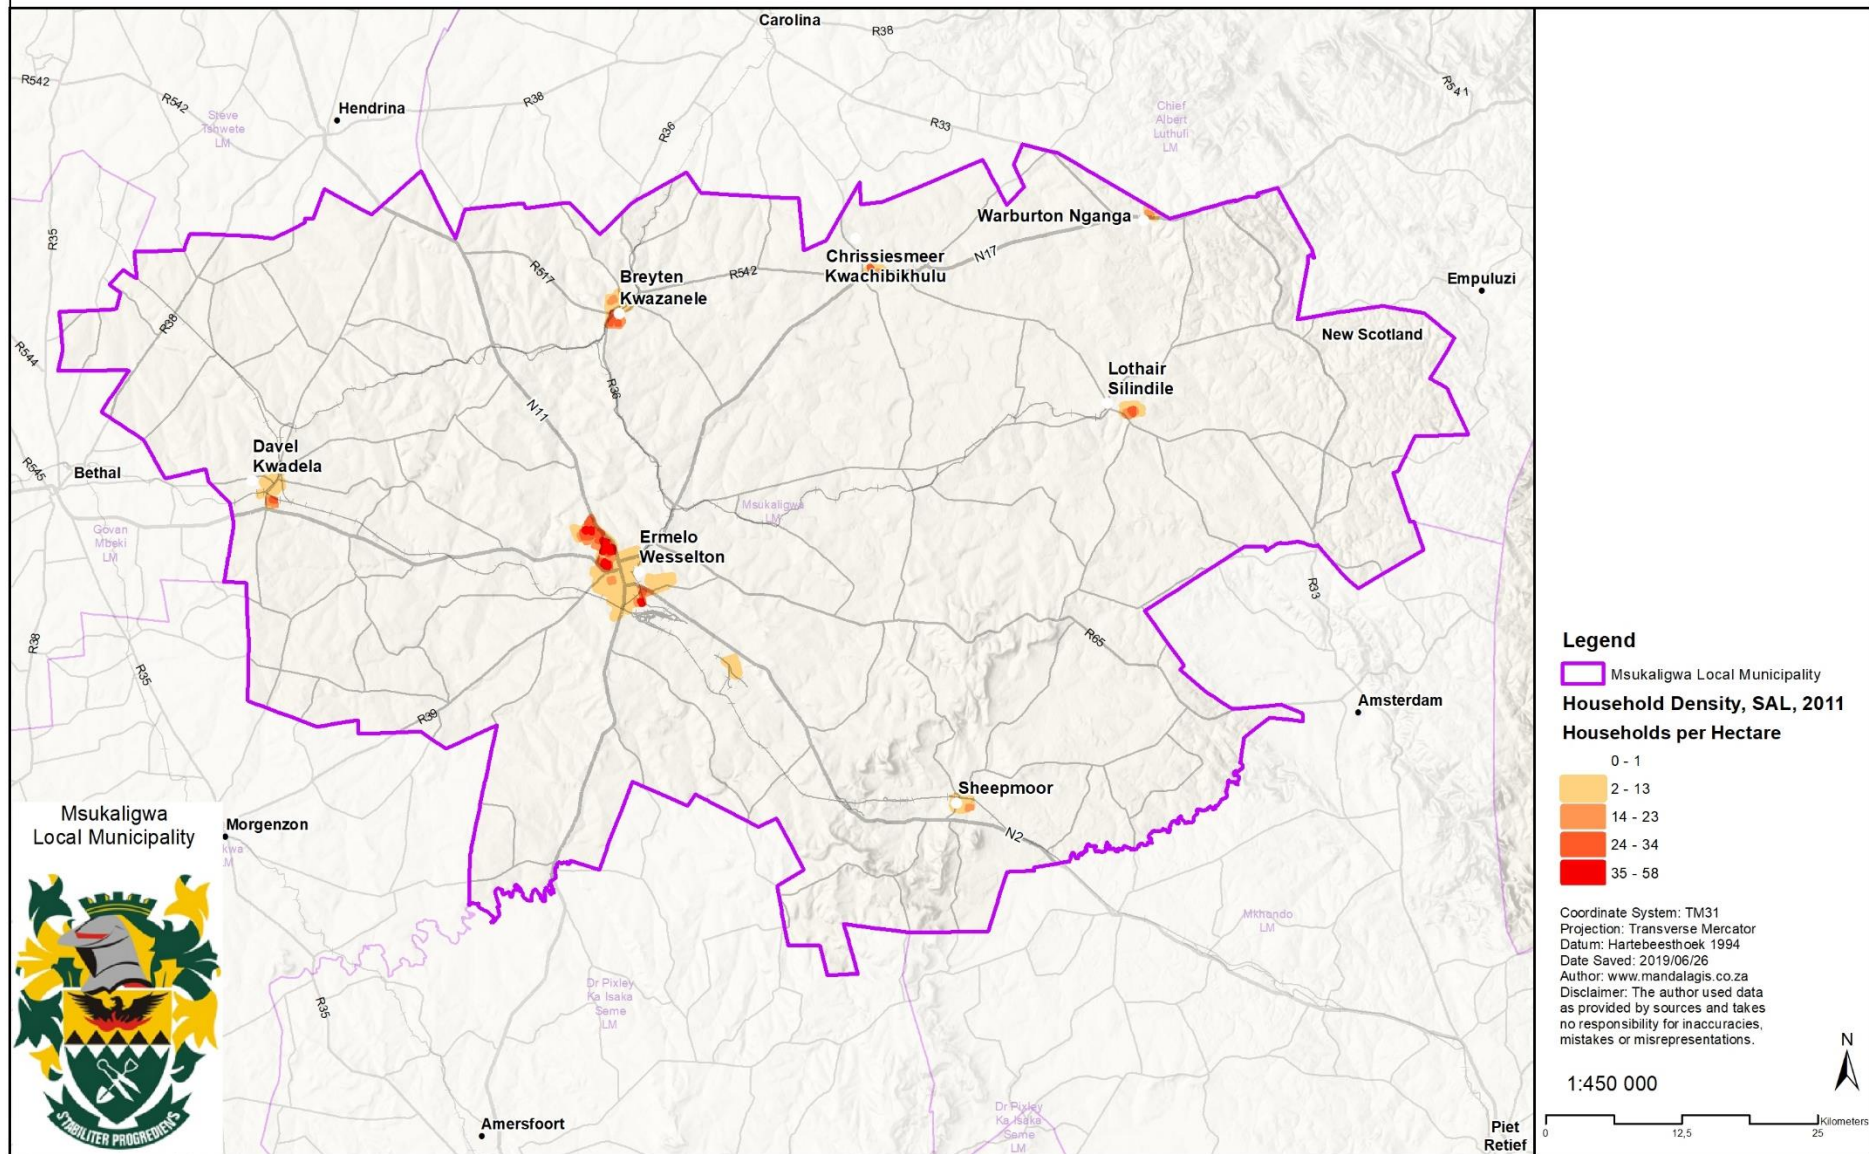 Carolina
R38
R542
R541
R542
Hendrina
R38
Steve
Tshwete
LM
Chief
Albert
Luthuli
LM
R36
R33
Warburton Nganga
R35
N17
Chrissiesmeer
Kwachibikhulu
R517
Breyten
Kwazanele
R542
Empuluzi
R38
New Scotland
R544
Lothair
Silindile
R36
N11
Davel
Kwadela
R545
Bethal
Msukaligwa
LM
Govan
Mbeki
LM
Ermelo
Wesselton
R33
R38
R65
R35
Amsterdam
R39
Sheepmoor
N2
Msukaligwa
Local Municipality
Morgenzon
kwa
LM
Mkhondo
LM
Dr Pixley
Ka Isaka
Seme
LM
R35
STABILITER PROGREDIENS
Amersfoort
Dr Pixley
Ka Isaka
Seme
LM
Piet
Retief
Legend
Msukaligwa Local Municipality
Household Density, SAL, 2011
Households per Hectare
0 - 1
2 - 13
14 - 23
24 - 34
35 - 58
Coordinate System: TM31
Projection: Transverse Mercator
Datum: Hartebeesthoek 1994
Date Saved: 2019/06/26
Author: www.mandalagis.co.za
Disclaimer: The author used data
as provided by sources and takes
no responsibility for inaccuracies,
mistakes or misrepresentations.
N
1:450 000
Kilometers
0 12,5 25